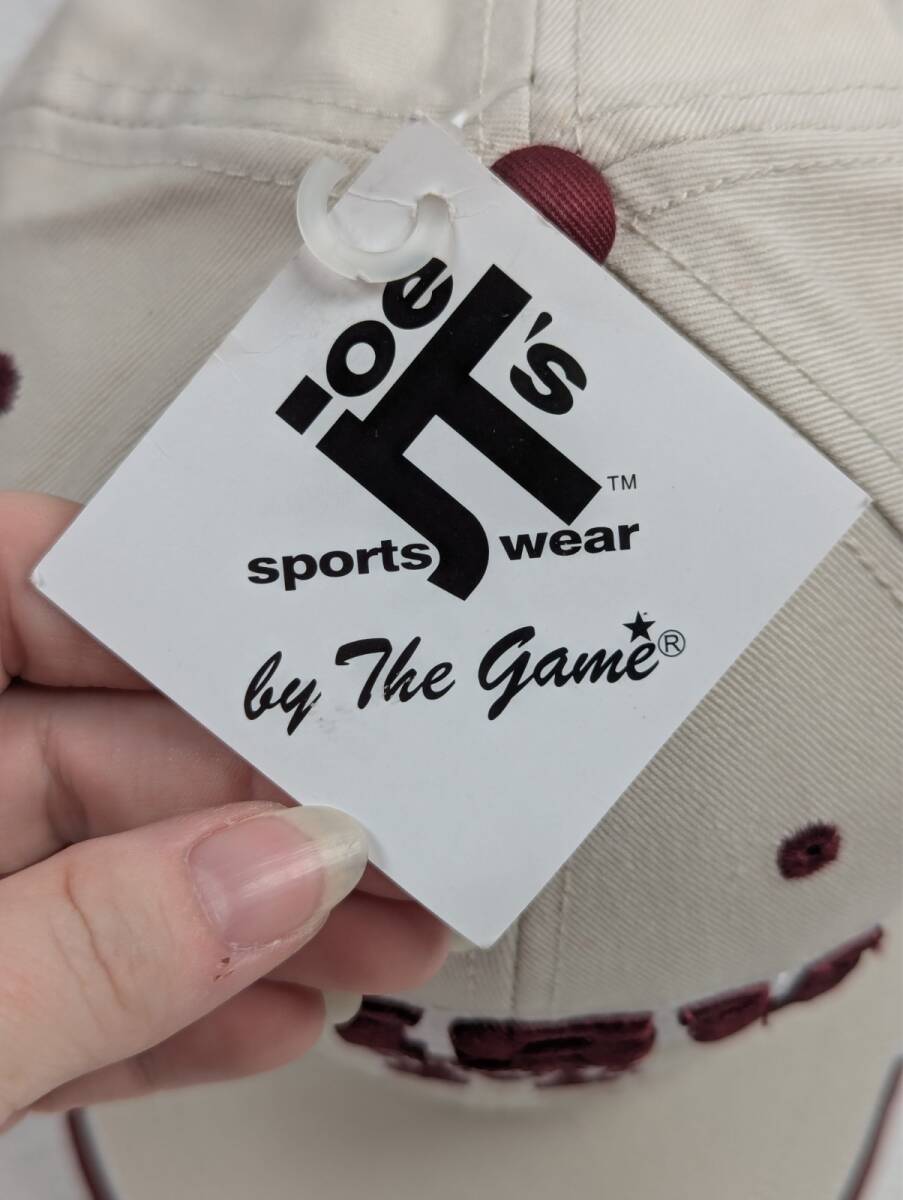 joe T's
sports wear ™
by The Game®